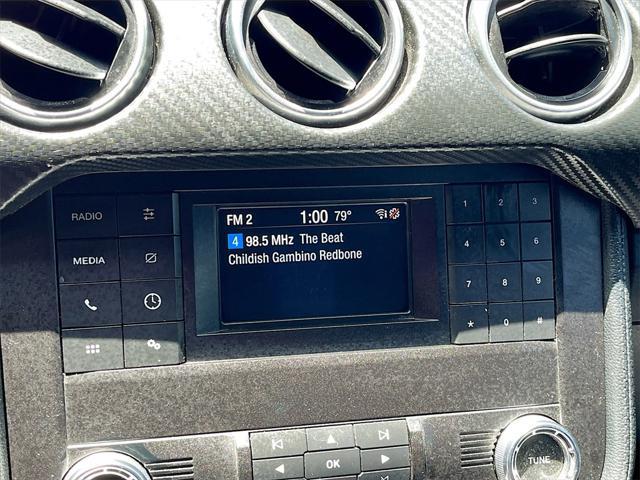 RADIO
MEDIA
FM 2 1:00 79°
4 98.5 MHz The Beat
Childish Gambino Redbone
1 2 3
4 5 6
7 8 9
* 0 #
OK
TUNE